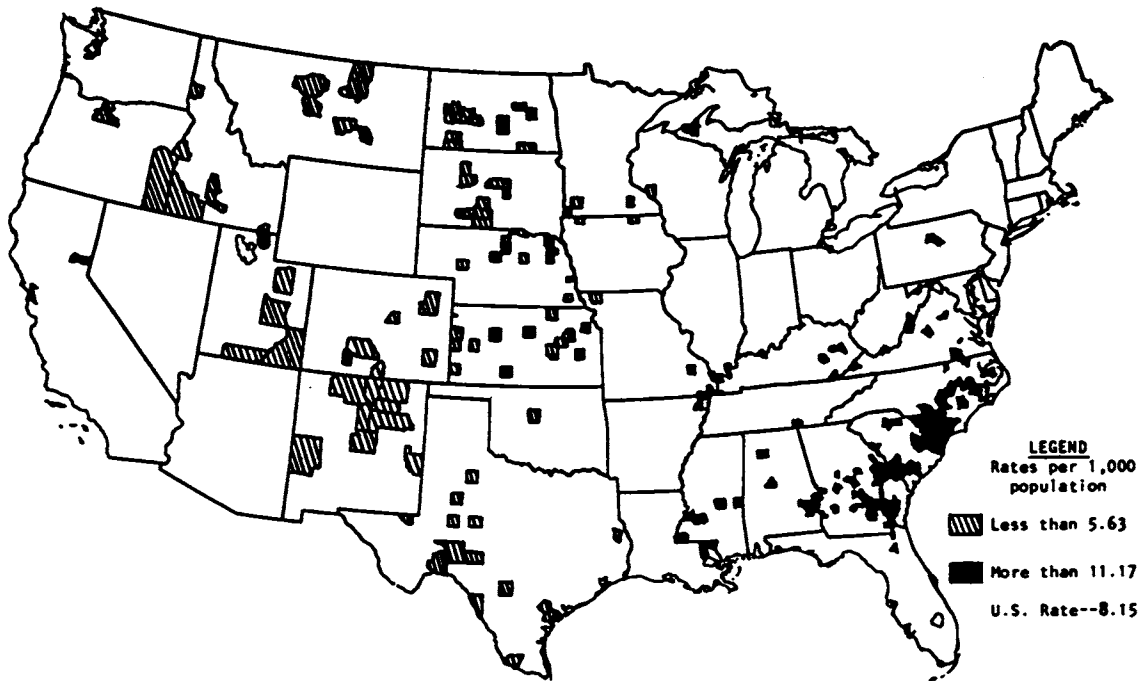 LEGEND
Rates per 1,000
population
Less than 5.63
More than 11.17
U.S. Rate--8.15